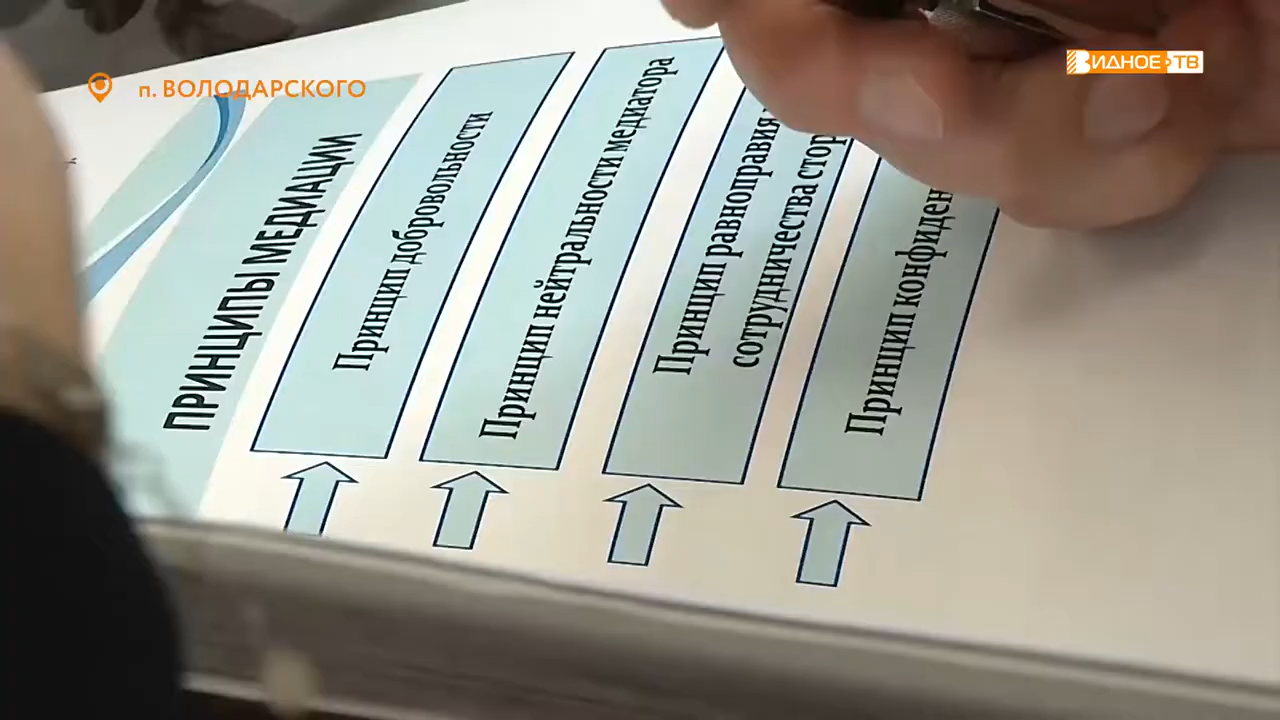 п. ВОЛОДАРСКОГО
ВИДНОЕ ТВ
ПРИНЦИПЫ МЕДИАЦИИ
Принцип добровольности
Принцип нейтральности медиатора
Принцип равноправия
сотрудничества
Принцип